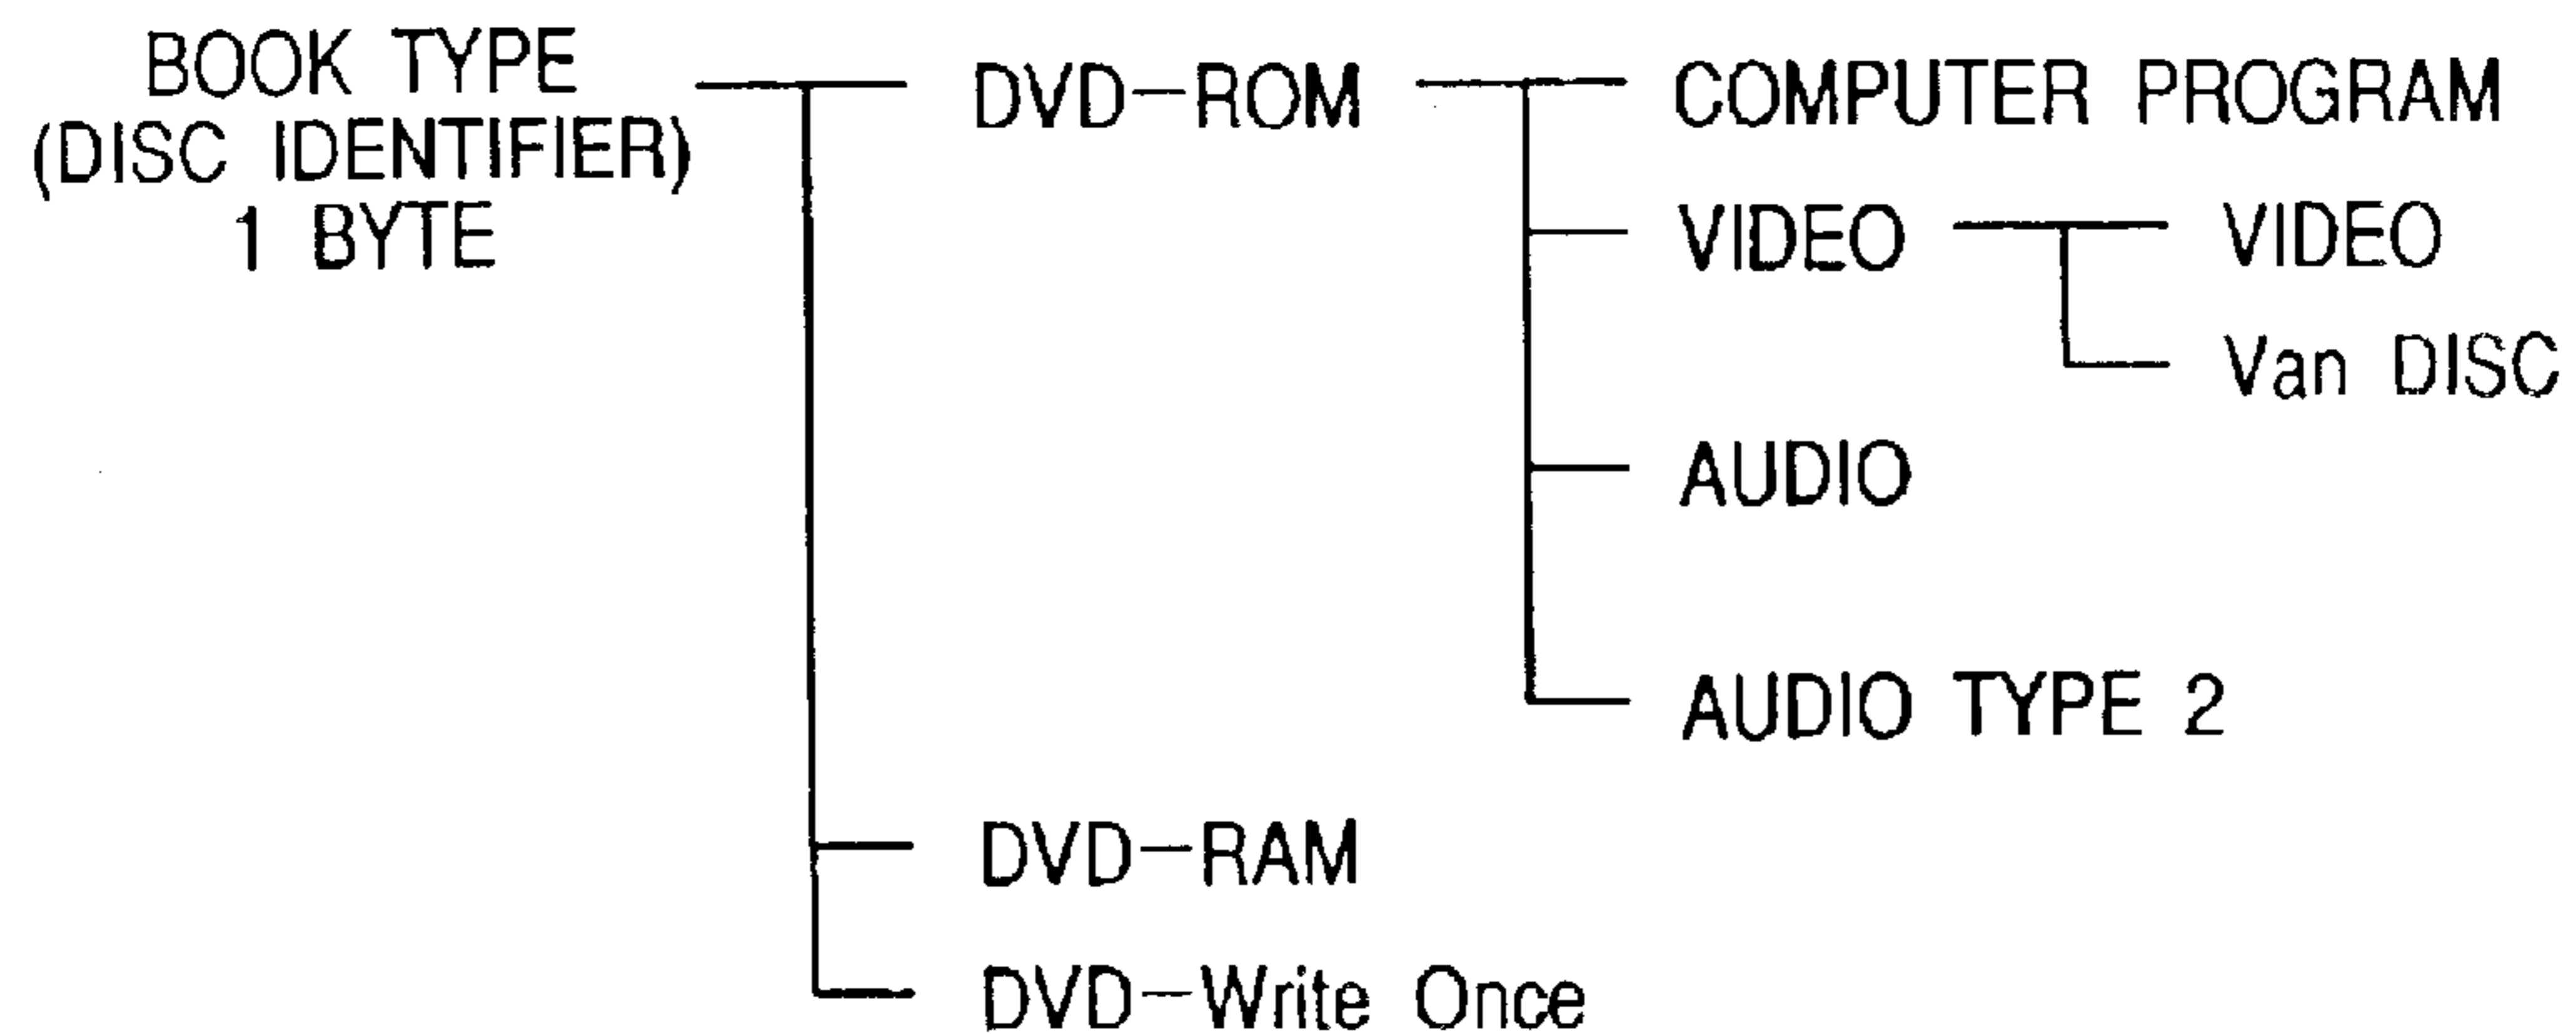 BOOK TYPE
(DISC IDENTIFIER)
1 BYTE
DVD-ROM
COMPUTER PROGRAM
VIDEO
VIDEO
Van DISC
AUDIO
AUDIO TYPE 2
DVD-RAM
DVD-Write Once